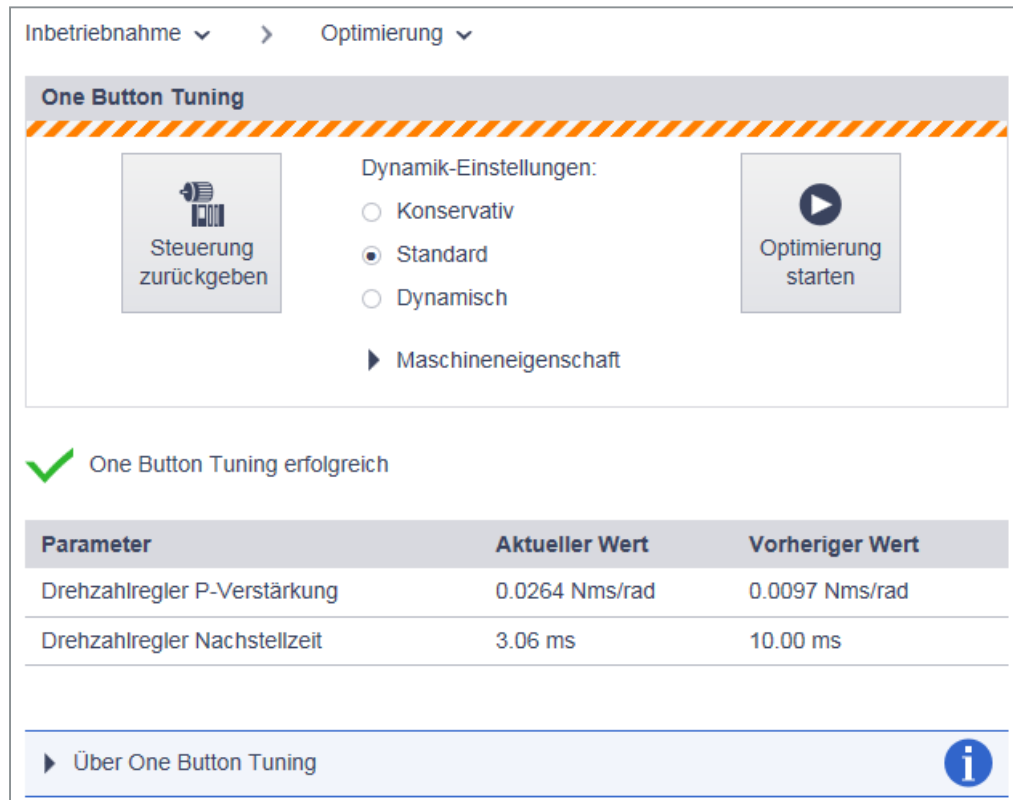 Inbetriebnahme > Optimierung
One Button Tuning
Dynamik-Einstellungen:
Steuerung
zurückgeben
Konservativ
Standard
Dynamisch
Maschineneigenschaft
Optimierung
starten
One Button Tuning erfolgreich
Parameter Aktueller Wert Vorheriger Wert
Drehzahlregler P-Verstärkung 0.0264 Nms/rad 0.0097 Nms/rad
Drehzahlregler Nachstellzeit 3.06 ms 10.00 ms
Über One Button Tuning i